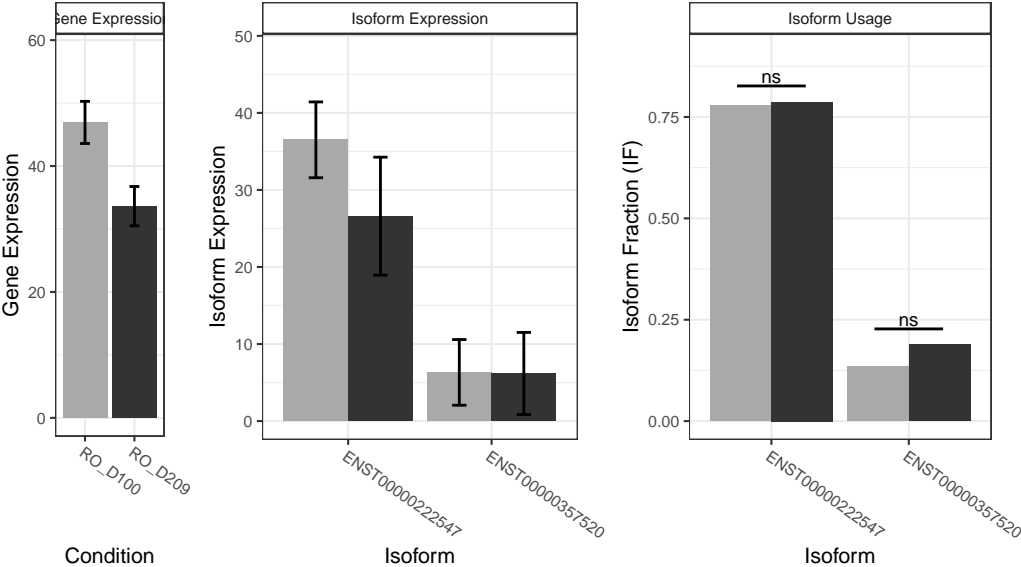 Gene Expression
Isoform Expression
Isoform Usage
Gene Expression
60
40
20
0
RO_D100
RO_D209
Condition
Isoform Expression
50
40
30
20
10
0
ENST00000222547
ENST00000357520
Isoform
Isoform Fraction (IF)
0.75
0.50
0.25
0.00
ns
ns
ENST00000222547
ENST00000357520
Isoform